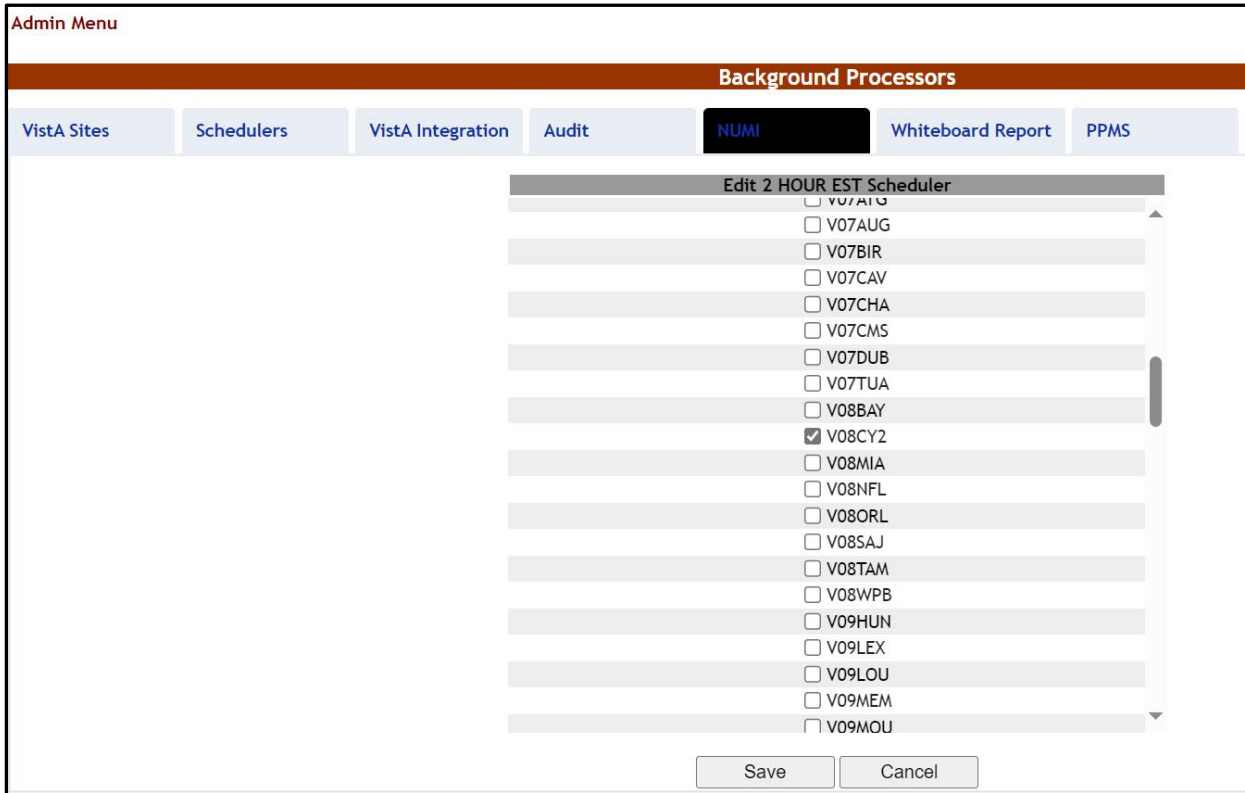 Admin Menu
Background Processors
VistA Sites Schedulers VistA Integration Audit NUMI Whiteboard Report PPMS
Edit 2 HOUR EST Scheduler
V07ATG
V07AUG
V07BIR
V07CAV
V07CHA
V07CMS
V07DUB
V07TUA
V08BAY
V08CY2
V08MIA
V08NFL
V08ORL
V08SAJ
V08TAM
V08WPB
V09HUN
V09LEX
V09LOU
V09MEM
V09MOU
Save Cancel